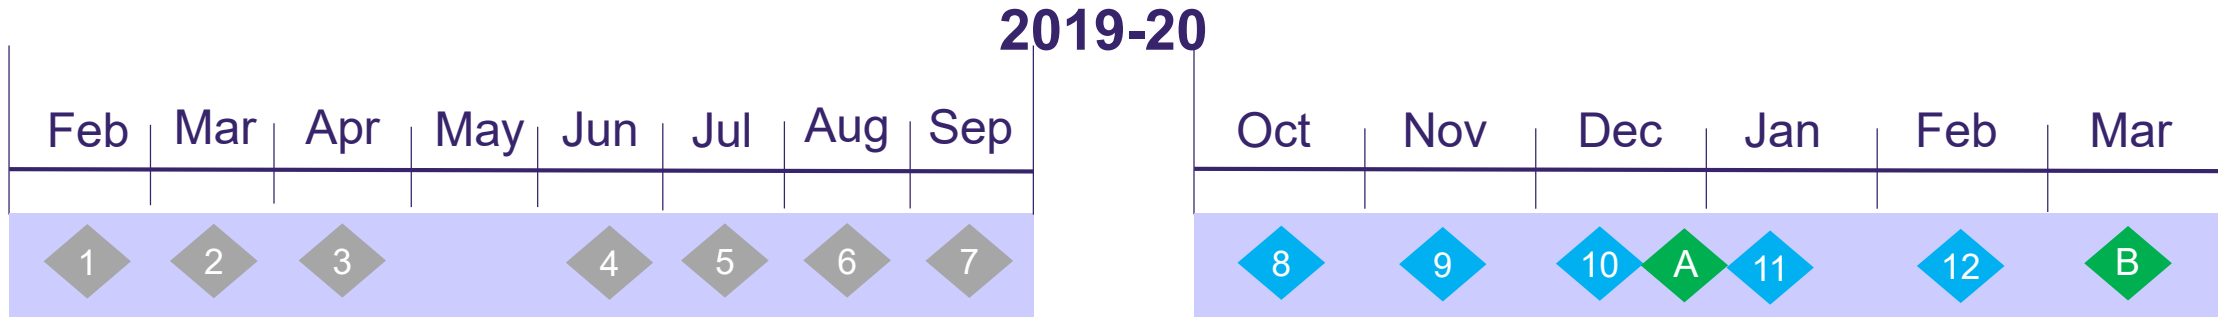 2019-20
Feb Mar Apr May Jun Jul Aug Sep Oct Nov Dec Jan Feb Mar
1 2 3 4 5 6 7 8 9 10 A 11 12 B